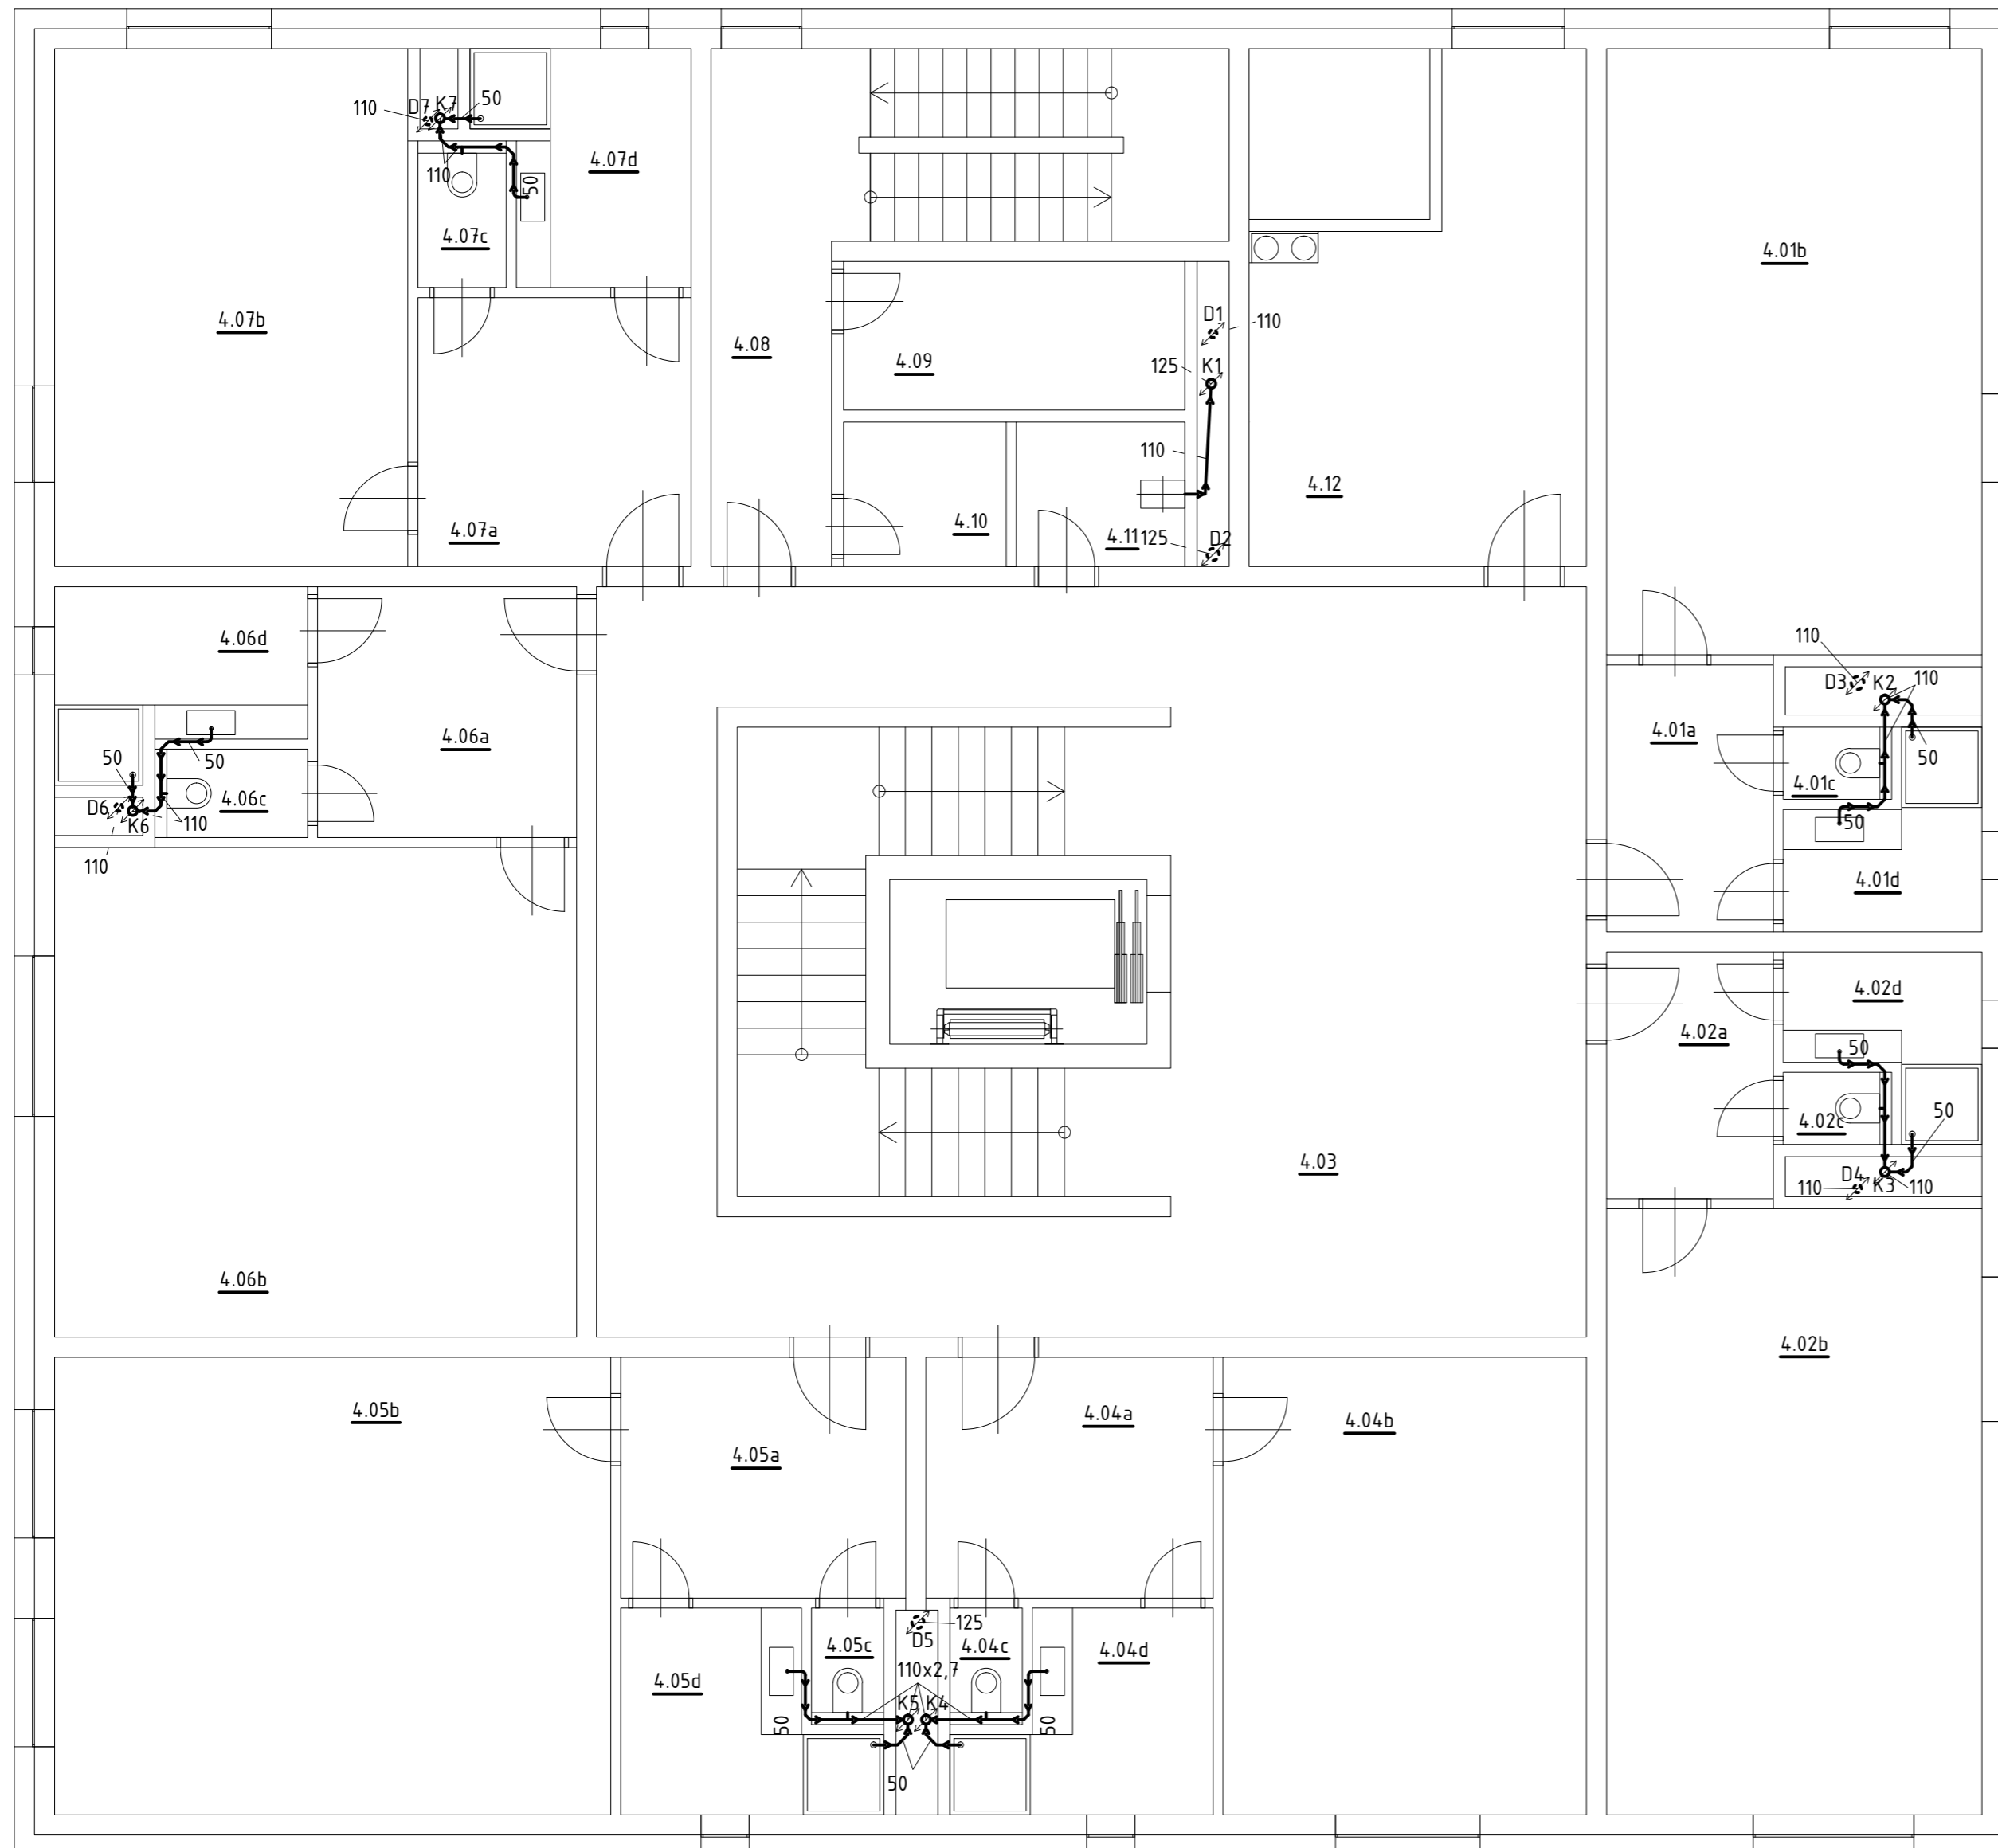 D7 K7 50
110
4.07d
110
50
4.07c
4.01b
4.07b
D1
110
4.08
4.09
125 K1
110
4.12
4.07a
4.10
4.11 125 D2
4.06d
110
D3 K2 110
4.06a
4.01a
50
50
50
4.01c
4.06c
D6
K6 110
50
110
4.01d
4.02d
4.02a
50
50
4.02c
4.03
D4
110 K3 110
4.06b
4.02b
4.05b
4.04a
4.04b
4.05a
125
D5
4.05c
4.04c
4.04d
110x2,7
4.05d
K5 K4
50
50
50